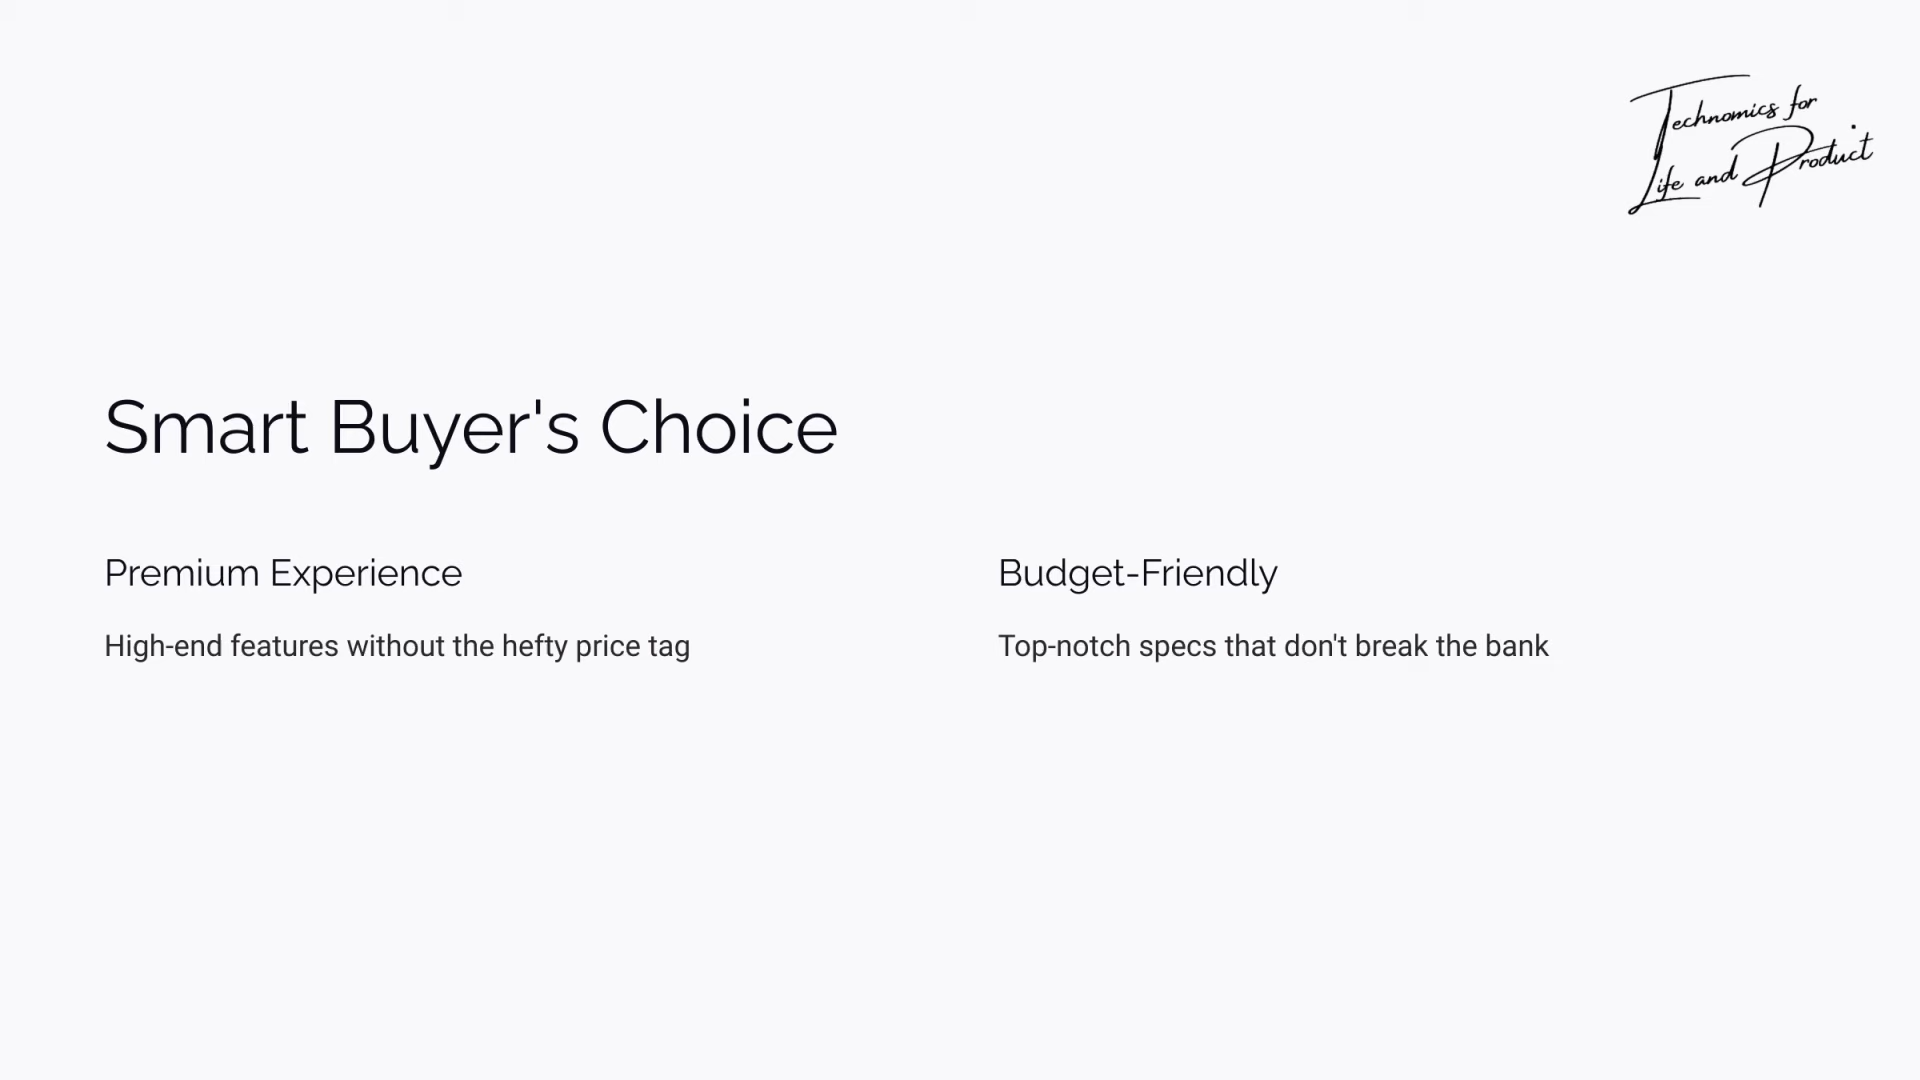 Technomics for
Life and Product
Smart Buyer's Choice
Premium Experience
High-end features without the hefty price tag
Budget-Friendly
Top-notch specs that don't break the bank